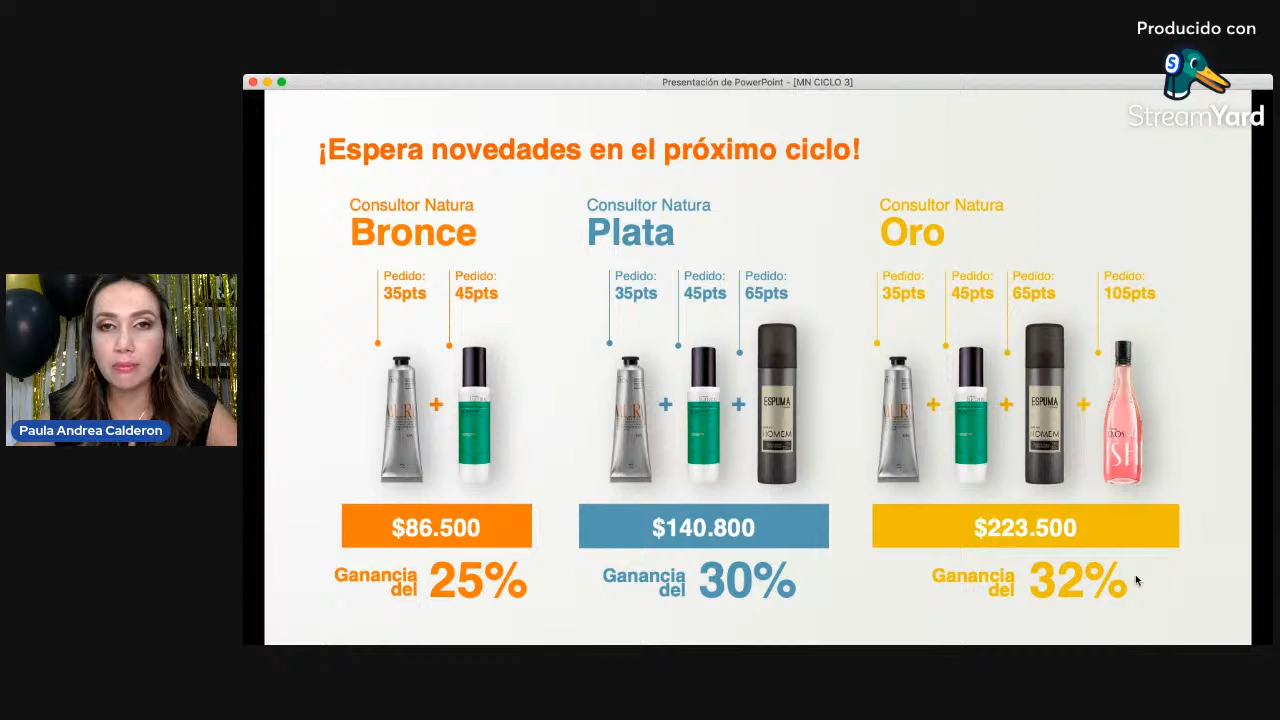 Producido con
StreamYard
Presentación de PowerPoint - [MN CICLO 3]
¡Espera novedades en el próximo ciclo!
Consultor Natura
Bronce
Pedido:
35pts
Pedido:
45pts
$86.500
Ganancia
del 25%
Consultor Natura
Plata
Pedido:
35pts
Pedido:
45pts
Pedido:
65pts
ESPUMA
HOMEM
$140.800
Ganancia
del 30%
Consultor Natura
Oro
Pedido:
35pts
Pedido:
45pts
Pedido:
65pts
Pedido:
105pts
ESPUMA
HOMEM
$223.500
Ganancia
del 32%
Paula Andrea Calderon